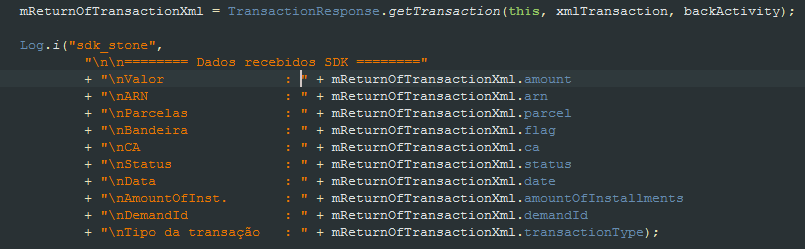 mReturnOfTransactionXml = TransactionResponse.getTransaction(this, xmlTransaction, backActivity);
Log.i("sdk_stone",
"\n\n======== Dados recebidos SDK ========"
+ "\nValor : " + mReturnOfTransactionXml.amount
+ "\nARN : " + mReturnOfTransactionXml.arn
+ "\nParcelas : " + mReturnOfTransactionXml.parcel
+ "\nBandeira : " + mReturnOfTransactionXml.flag
+ "\nCA : " + mReturnOfTransactionXml.ca
+ "\nStatus : " + mReturnOfTransactionXml.status
+ "\nData : " + mReturnOfTransactionXml.date
+ "\nAmountOfInst. : " + mReturnOfTransactionXml.amountOfInstallments
+ "\nDemandId : " + mReturnOfTransactionXml.demandId
+ "\nTipo da transação : " + mReturnOfTransactionXml.transactionType);